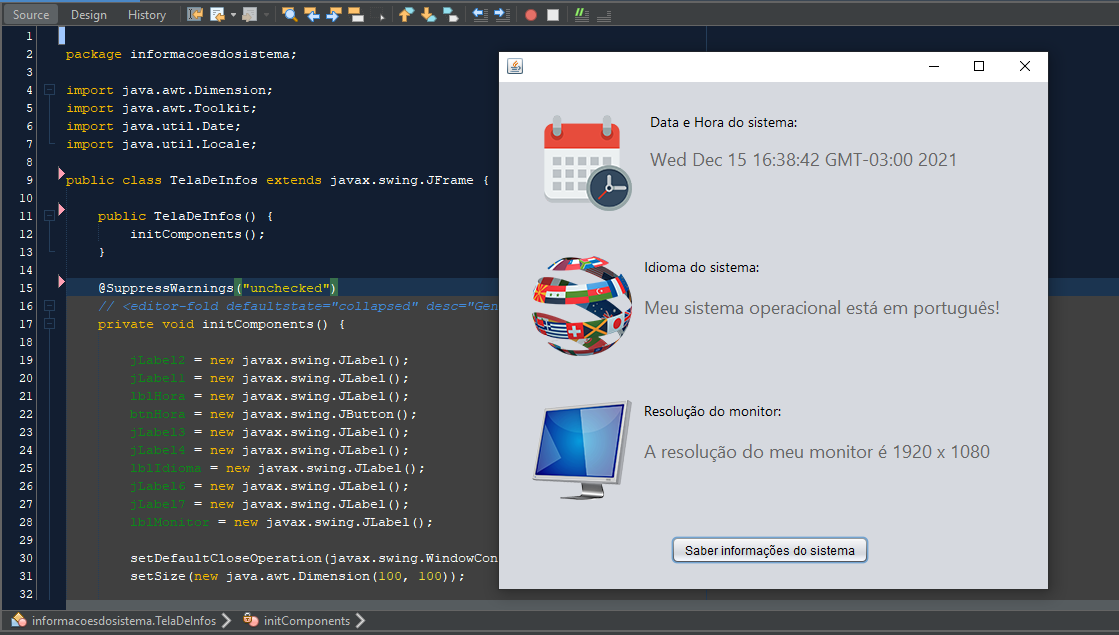 Source Design History
1
2 package informacoesdosistema;
3
4 import java.awt.Dimension;
5 import java.awt.Toolkit;
6 import java.util.Date;
7 import java.util.Locale;
8
9 public class TelaDeInfos extends javax.swing.JFrame {
10
11 public TelaDeInfos() {
12 initComponents();
13 }
14
15 @SuppressWarnings("unchecked")
16 // <editor-fold defaultstate="collapsed" desc="Gen
17 private void initComponents() {
18
19 jLabel2 = new javax.swing.JLabel();
20 jLabel1 = new javax.swing.JLabel();
21 lblHora = new javax.swing.JLabel();
22 btnHora = new javax.swing.JButton();
23 jLabel3 = new javax.swing.JLabel();
24 jLabel4 = new javax.swing.JLabel();
25 lblIdioma = new javax.swing.JLabel();
26 jLabel6 = new javax.swing.JLabel();
27 jLabel7 = new javax.swing.JLabel();
28 lblMonitor = new javax.swing.JLabel();
29
30 setDefaultCloseOperation(javax.swing.WindowCon
31 setSize(new java.awt.Dimension(100, 100));
32
Data e Hora do sistema:
Wed Dec 15 16:38:42 GMT-03:00 2021
Idioma do sistema:
Meu sistema operacional está em português!
Resolução do monitor:
A resolução do meu monitor é 1920 x 1080
Saber informações do sistema
informacoesdosistema.TelaDeInfos initComponents